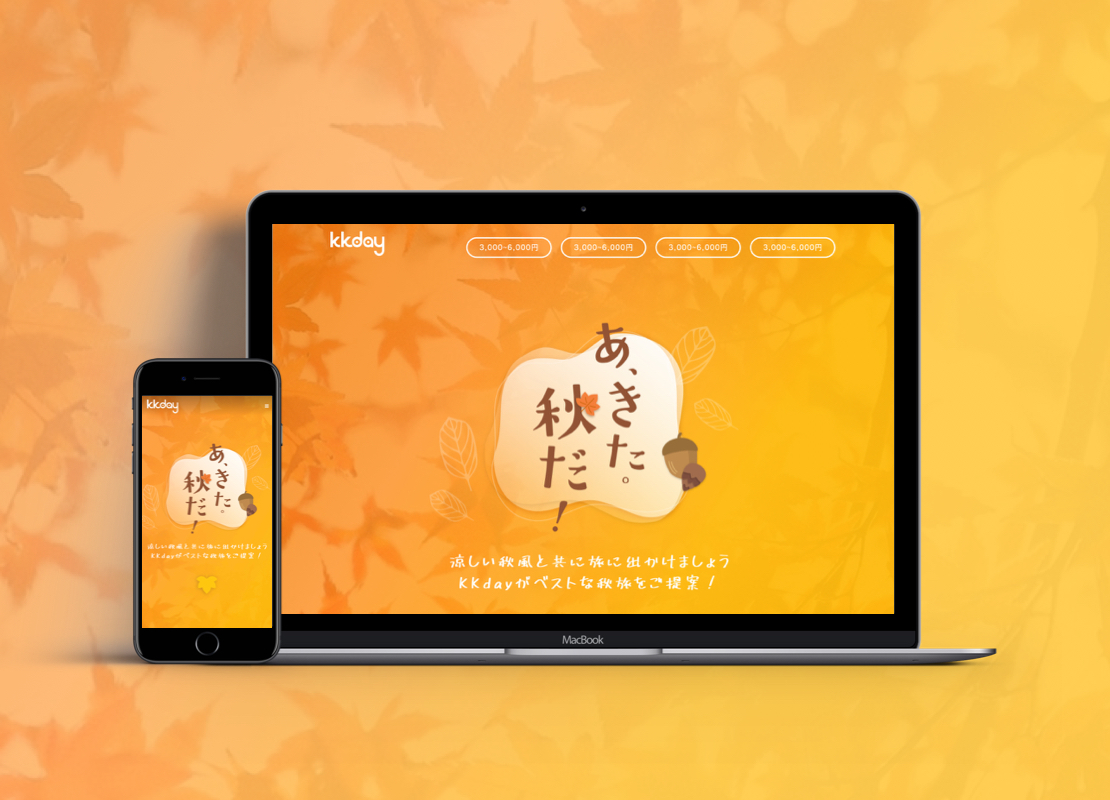 kkday
3,000~6,000円
3,000~6,000円
3,000~6,000円
3,000~6,000円
あ、きた。
秋だ！
涼しい秋風と共に旅に出かけましょう
KKdayがベストな秋旅をご提案！
MacBook
kkday
あ、きた。
秋だ！
涼しい秋風と共に旅に出かけましょう
KKdayがベストな秋旅をご提案！